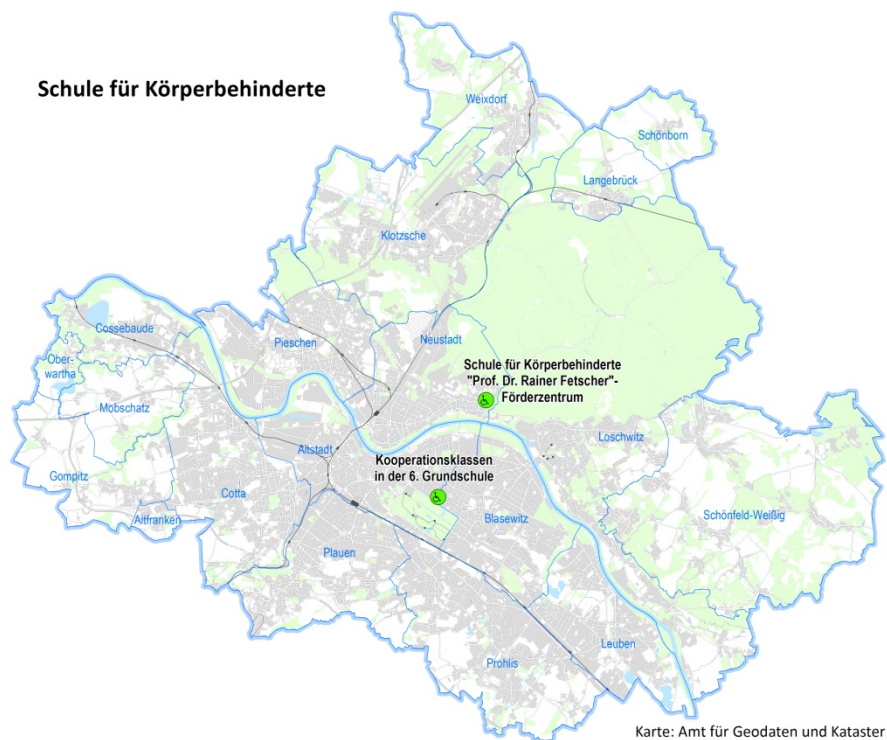 Schule für Körperbehinderte
Weixdorf
Schönborn
Langebrück
Klotzsche
Cossebaude
Pieschen
Neustadt
Ober-
wartha
Schule für Körperbehinderte
"Prof. Dr. Rainer Fetscher"-
Förderzentrum
Mobschatz
Loschwitz
Altstadt
Kooperationsklassen
in der 6. Grundschule
Gompitz
Cotta
Blasewitz
Schönfeld-Weißig
Altfranken
Plauen
Leuben
Prohlis
Karte: Amt für Geodaten und Kataster